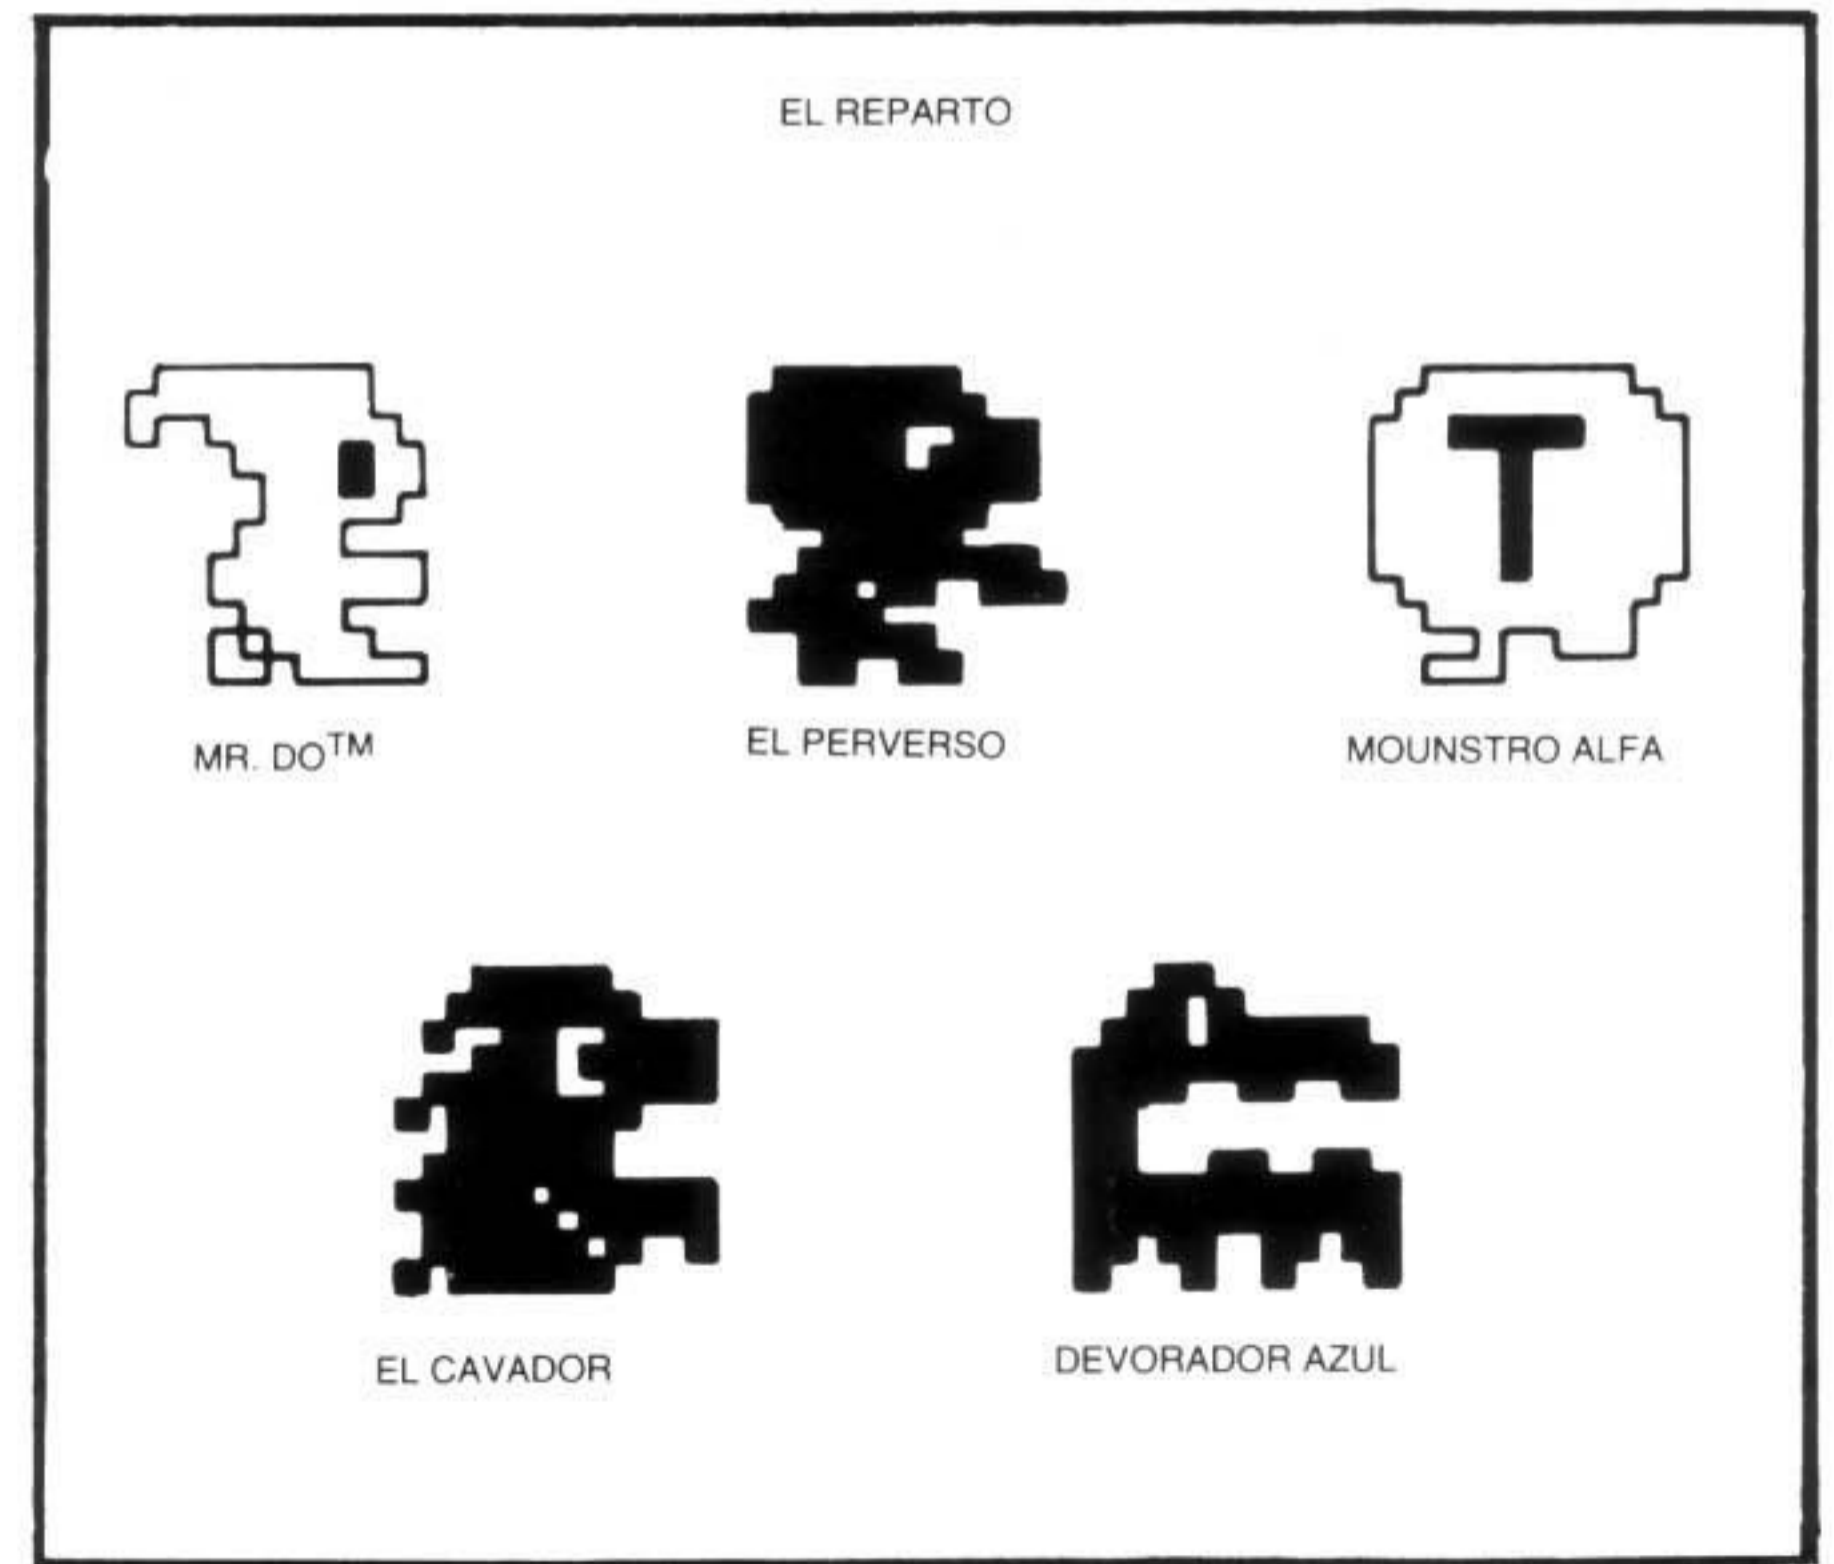 EL REPARTO
T
MR. DO™
EL PERVERSO
MOUNSTRO ALFA
EL CAVADOR
DEVORADOR AZUL